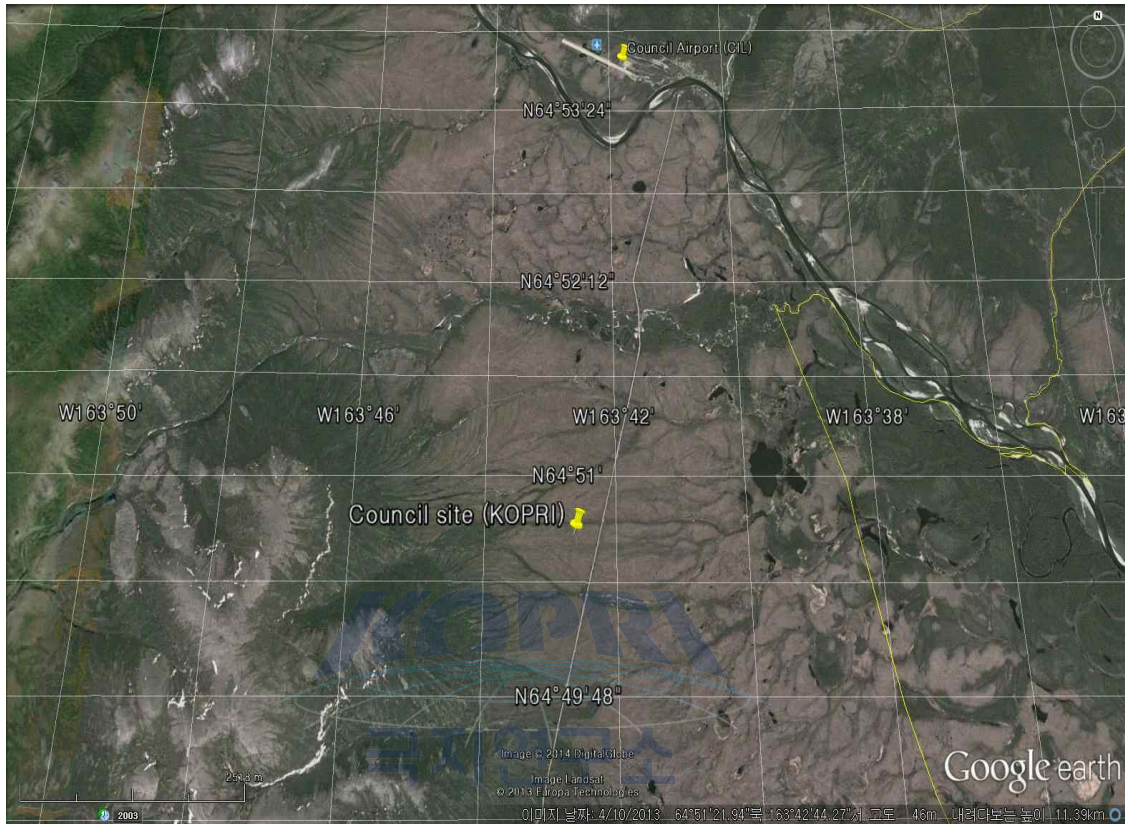 N
Council Airport (CIL)
N64°53'24"
N64°52'12"
W163°50'
W163°46'
W163°42'
W163°38'
W163
N64°51'
Council site (KOPRI)
KOPRI
N64°49'48"
극지연구소
Image © 2014 DigitalGlobe
Image Landsat
© 2013 Europa Technologies
Google earth
2513 m
2003
이미지 날짜: 4/10/2013 64°51'21.94"북 163°42'44.27"서 고도 46m 내려다보는 높이 11.39km